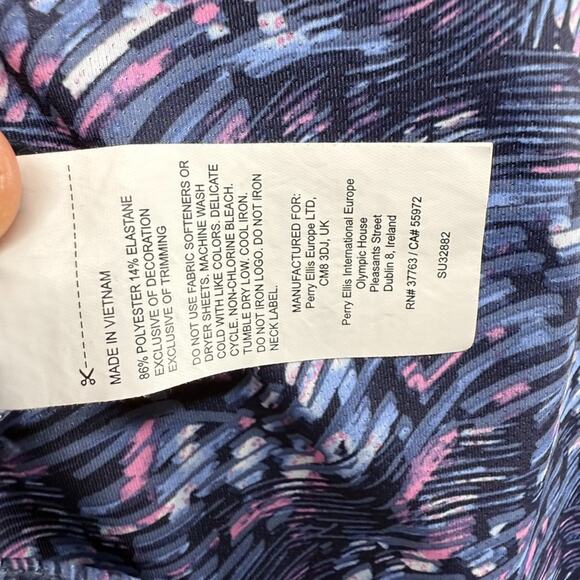 MADE IN VIETNAM
86% POLYESTER 14% ELASTANE
EXCLUSIVE OF DECORATION
EXCLUSIVE OF TRIMMING
DO NOT USE FABRIC SOFTENERS OR
DRYER SHEETS. MACHINE WASH
COLD WITH LIKE COLORS. DELICATE
CYCLE. NON-CHLORINE BLEACH.
TUMBLE DRY LOW. COOL IRON.
DO NOT IRON LOGO. DO NOT IRON
NECK LABEL.
MANUFACTURED FOR:
Perry Ellis Europe LTD,
CM8 3DJ, UK
Perry Ellis International Europe
Olympic House
Pleasants Street
Dublin 8, Ireland
RN# 37763 / CA# 55972
SU32882